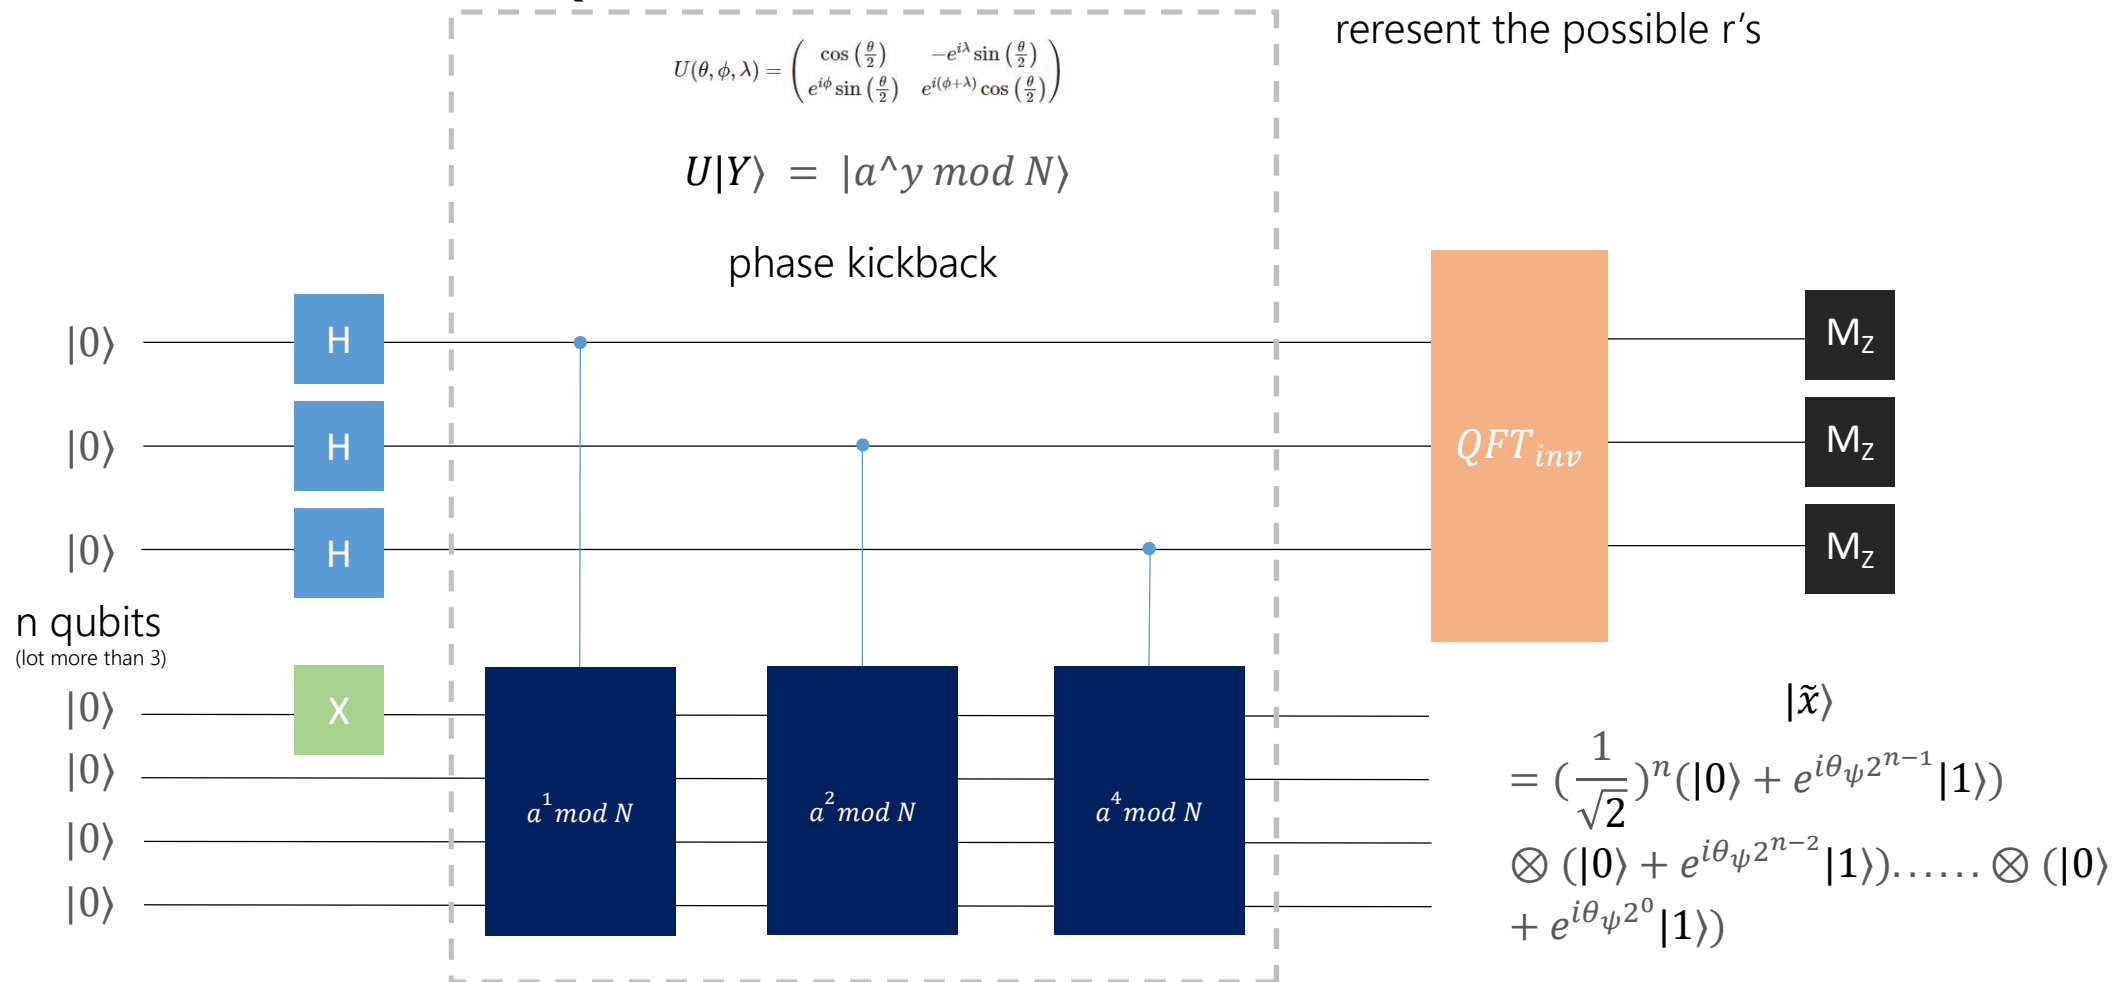 reresent the possible r's
U(θ, ϕ, λ) = ( cos (θ/2) −e^{iλ} sin (θ/2)
e^{iϕ} sin (θ/2) e^{i(ϕ+λ)} cos (θ/2) )
U|Y⟩ = |a^y mod N⟩
phase kickback
|0⟩ H M_Z
|0⟩ H QFT_{inv} M_Z
|0⟩ H M_Z
n qubits
(lot more than 3)
|0⟩ X
|0⟩
|0⟩
|0⟩
a^1 mod N a^2 mod N a^4 mod N
|x̃⟩
= (1/√2)^n (|0⟩ + e^{iθ_ψ 2^{n−1}}|1⟩)
⊗ (|0⟩ + e^{iθ_ψ 2^{n−2}}|1⟩)…… ⊗ (|0⟩
+ e^{iθ_ψ 2^0}|1⟩)